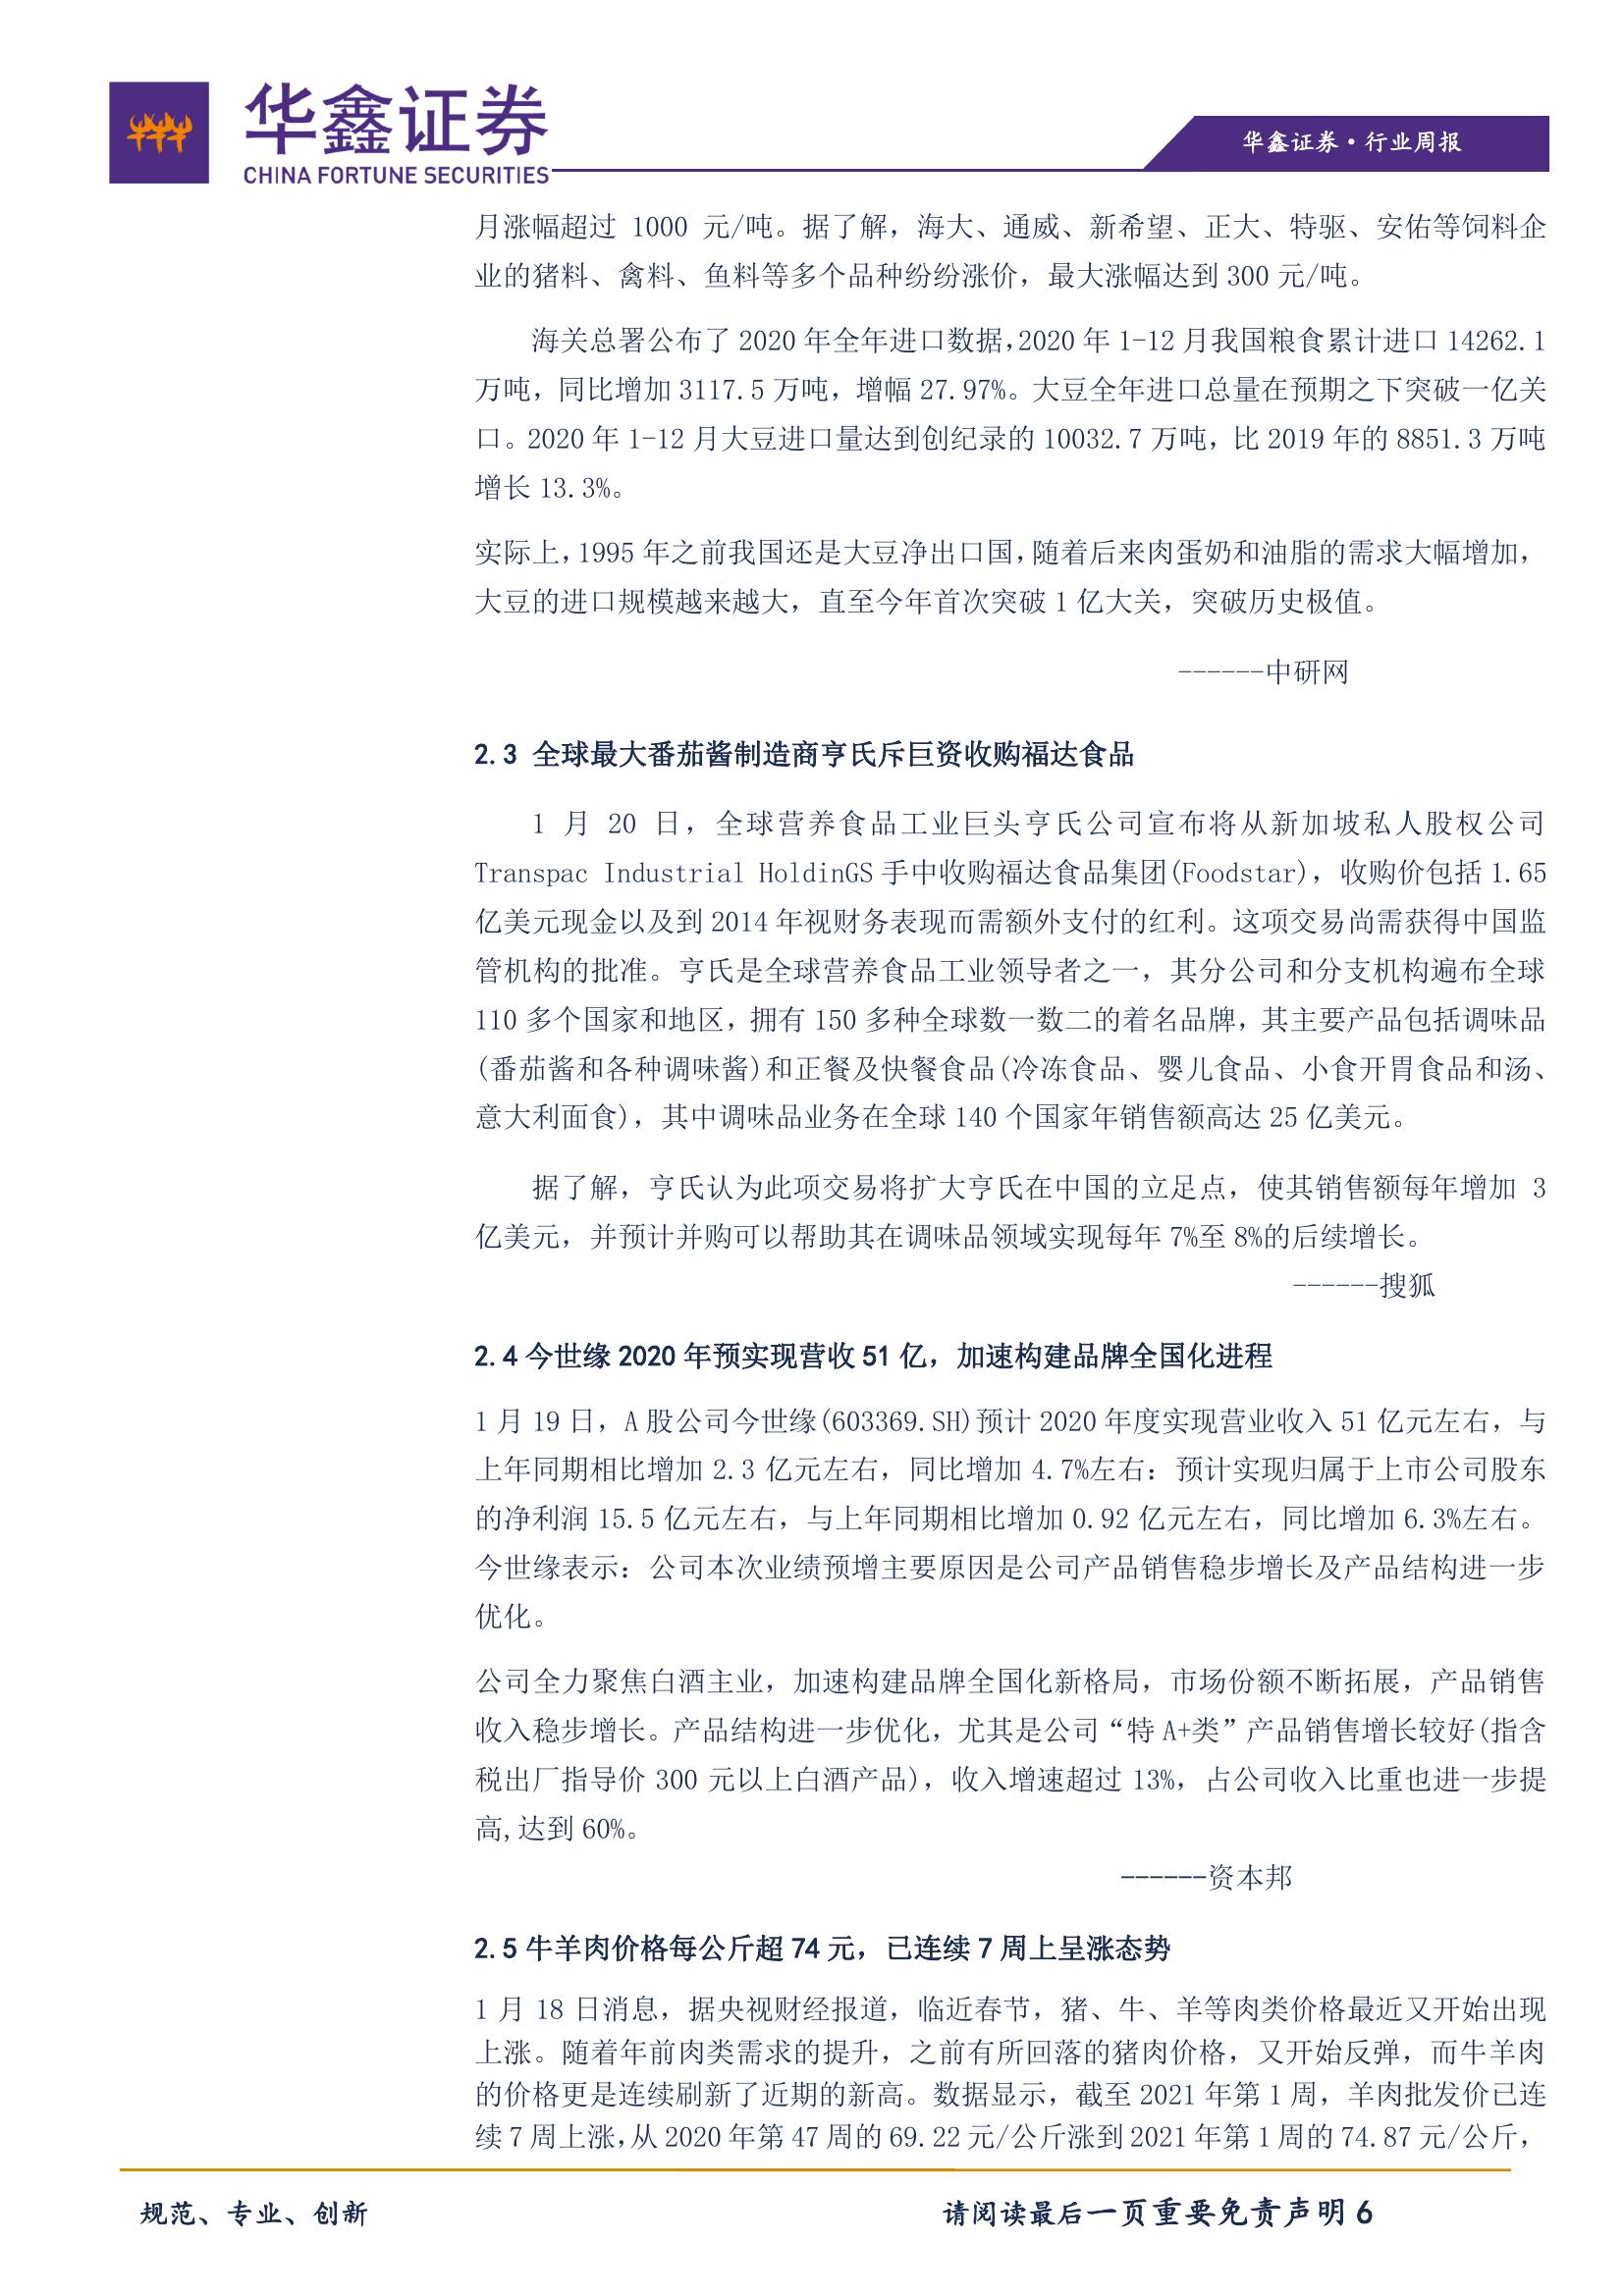 华鑫证券
CHINA FORTUNE SECURITIES
华鑫证券·行业周报
月涨幅超过 1000 元/吨。据了解，海大、通威、新希望、正大、特驱、安佑等饲料企
业的猪料、禽料、鱼料等多个品种纷纷涨价，最大涨幅达到 300 元/吨。
海关总署公布了 2020 年全年进口数据,2020 年 1-12 月我国粮食累计进口 14262.1
万吨，同比增加 3117.5 万吨，增幅 27.97%。大豆全年进口总量在预期之下突破一亿关
口。2020 年 1-12 月大豆进口量达到创纪录的 10032.7 万吨，比 2019 年的 8851.3 万吨
增长 13.3%。
实际上,1995 年之前我国还是大豆净出口国,随着后来肉蛋奶和油脂的需求大幅增加，
大豆的进口规模越来越大，直至今年首次突破 1 亿大关，突破历史极值。
------中研网
2.3 全球最大番茄酱制造商亨氏斥巨资收购福达食品
1 月 20 日，全球营养食品工业巨头亨氏公司宣布将从新加坡私人股权公司
Transpac Industrial HoldinGS 手中收购福达食品集团(Foodstar)，收购价包括 1.65
亿美元现金以及到 2014 年视财务表现而需额外支付的红利。这项交易尚需获得中国监
管机构的批准。亨氏是全球营养食品工业领导者之一，其分公司和分支机构遍布全球
110 多个国家和地区，拥有 150 多种全球数一数二的着名品牌，其主要产品包括调味品
(番茄酱和各种调味酱)和正餐及快餐食品(冷冻食品、婴儿食品、小食开胃食品和汤、
意大利面食)，其中调味品业务在全球 140 个国家年销售额高达 25 亿美元。
据了解，亨氏认为此项交易将扩大亨氏在中国的立足点，使其销售额每年增加 3
亿美元，并预计并购可以帮助其在调味品领域实现每年 7%至 8%的后续增长。
------搜狐
2.4 今世缘 2020 年预实现营收 51 亿，加速构建品牌全国化进程
1 月 19 日，A 股公司今世缘(603369.SH)预计 2020 年度实现营业收入 51 亿元左右，与
上年同期相比增加 2.3 亿元左右，同比增加 4.7%左右：预计实现归属于上市公司股东
的净利润 15.5 亿元左右，与上年同期相比增加 0.92 亿元左右，同比增加 6.3%左右。
今世缘表示：公司本次业绩预增主要原因是公司产品销售稳步增长及产品结构进一步
优化。
公司全力聚焦白酒主业，加速构建品牌全国化新格局，市场份额不断拓展，产品销售
收入稳步增长。产品结构进一步优化，尤其是公司“特 A+类”产品销售增长较好(指含
税出厂指导价 300 元以上白酒产品)，收入增速超过 13%，占公司收入比重也进一步提
高,达到 60%。
------资本邦
2.5 牛羊肉价格每公斤超 74 元，已连续 7 周上呈涨态势
1 月 18 日消息，据央视财经报道，临近春节，猪、牛、羊等肉类价格最近又开始出现
上涨。随着年前肉类需求的提升，之前有所回落的猪肉价格，又开始反弹，而牛羊肉
的价格更是连续刷新了近期的新高。数据显示，截至 2021 年第 1 周，羊肉批发价已连
续 7 周上涨,从 2020 年第 47 周的 69.22 元/公斤涨到 2021 年第 1 周的 74.87 元/公斤，
规范、专业、创新
请阅读最后一页重要免责声明 6